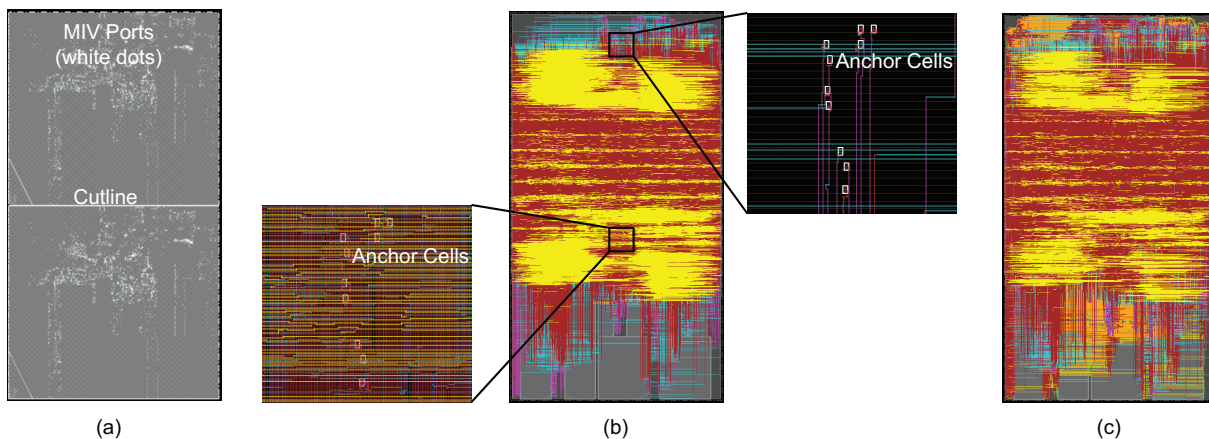 MIV Ports
(white dots)
Cutline
Anchor Cells
Anchor Cells
(a)
(b)
(c)